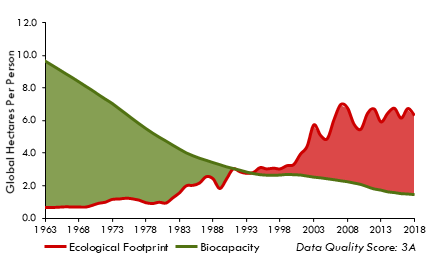 Global Hectares Per Person
12.0
10.0
8.0
6.0
4.0
2.0
0.0
1963 1968 1973 1978 1983 1988 1993 1998 2003 2008 2013 2018
Ecological Footprint Biocapacity Data Quality Score: 3A